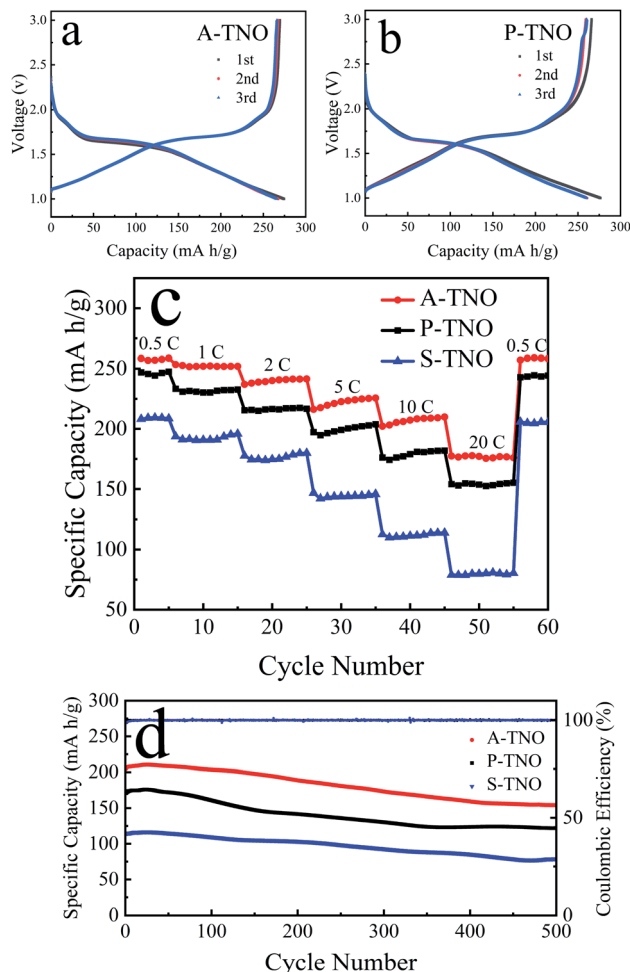 a
A-TNO
1st
2nd
3rd
Voltage (v)
3.0
2.5
2.0
1.5
1.0
0 50 100 150 200 250 300
Capacity (mA h/g)
b
P-TNO
1st
2nd
3rd
Voltage (V)
3.0
2.5
2.0
1.5
1.0
0 50 100 150 200 250 300
Capacity (mA h/g)
c
A-TNO
P-TNO
S-TNO
0.5 C
1 C
2 C
5 C
10 C
20 C
0.5 C
Specific Capacity (mA h/g)
300
250
200
150
100
50
0 10 20 30 40 50 60
Cycle Number
d
A-TNO
P-TNO
S-TNO
Specific Capacity (mA h/g)
300
250
200
150
100
50
0
Coulombic Efficiency (%)
100
50
0
0 100 200 300 400 500
Cycle Number